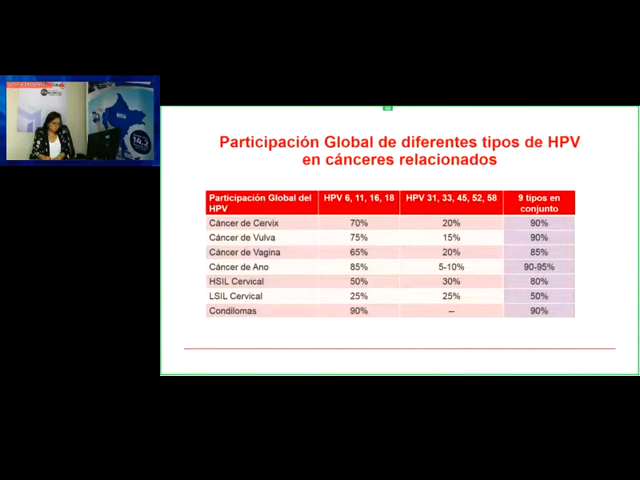 Participación Global de diferentes tipos de HPV
en cánceres relacionados
Participación Global del HPV 6, 11, 16, 18 HPV 31, 33, 45, 52, 58 9 tipos en
HPV conjunto
Cáncer de Cervix 70% 20% 90%
Cáncer de Vulva 75% 15% 90%
Cáncer de Vagina 65% 20% 85%
Cáncer de Ano 85% 5-10% 90-95%
HSIL Cervical 50% 30% 80%
LSIL Cervical 25% 25% 50%
Condilomas 90% -- 90%